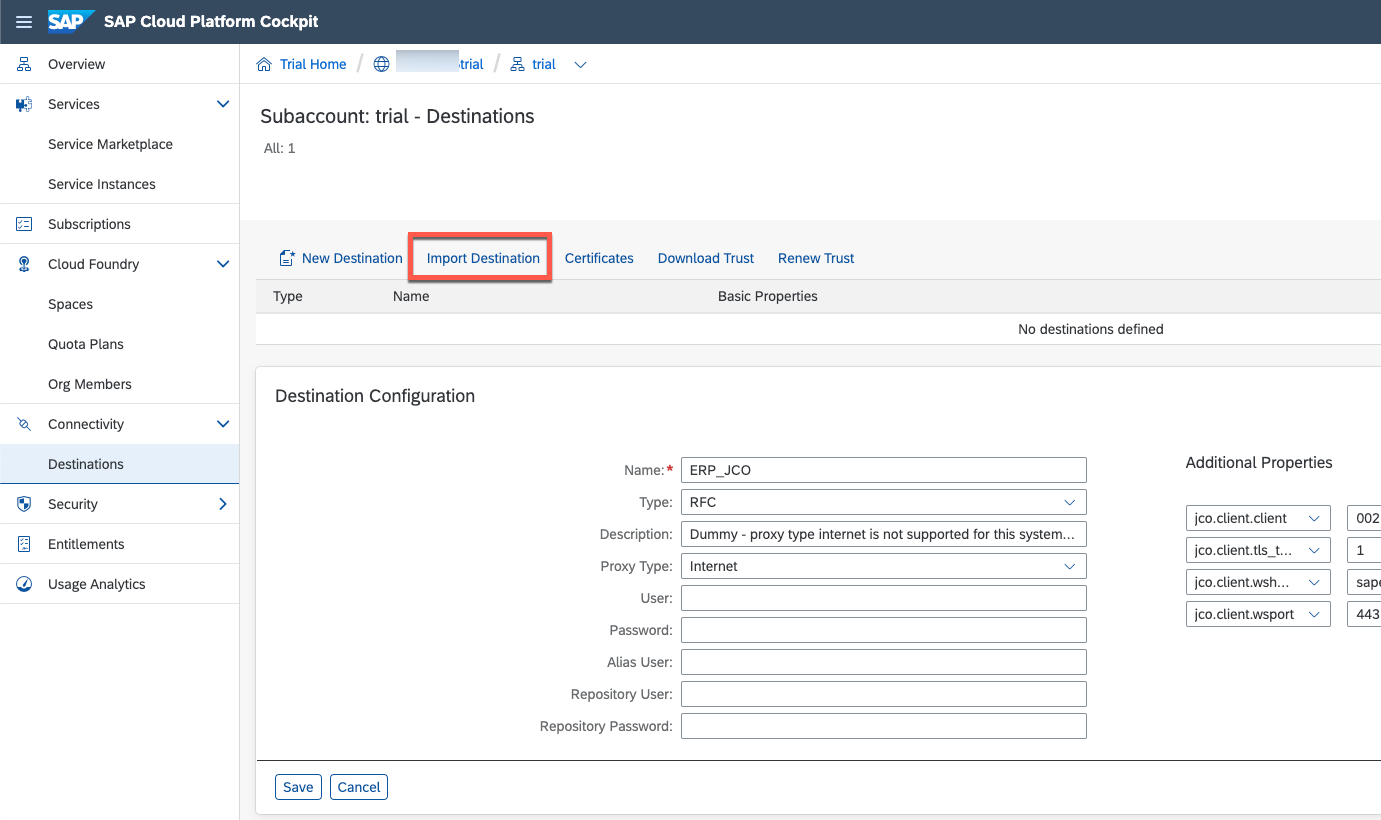 SAP SAP Cloud Platform Cockpit
Overview
Services
Service Marketplace
Service Instances
Subscriptions
Cloud Foundry
Spaces
Quota Plans
Org Members
Connectivity
Destinations
Security
Entitlements
Usage Analytics
Trial Home / trial / trial
Subaccount: trial - Destinations
All: 1
New Destination Import Destination Certificates Download Trust Renew Trust
Type Name Basic Properties
No destinations defined
Destination Configuration
Name:* ERP_JCO
Type: RFC
Description: Dummy - proxy type internet is not supported for this system...
Proxy Type: Internet
User:
Password:
Alias User:
Repository User:
Repository Password:
Additional Properties
jco.client.client 002
jco.client.tls_t... 1
jco.client.wsh... sape
jco.client.wsport 443
Save Cancel